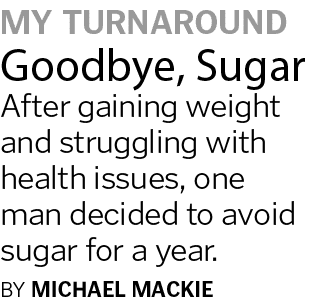 MY TURNAROUND
Goodbye, Sugar
After gaining weight
and struggling with
health issues, one
man decided to avoid
sugar for a year.
BY MICHAEL MACKIE